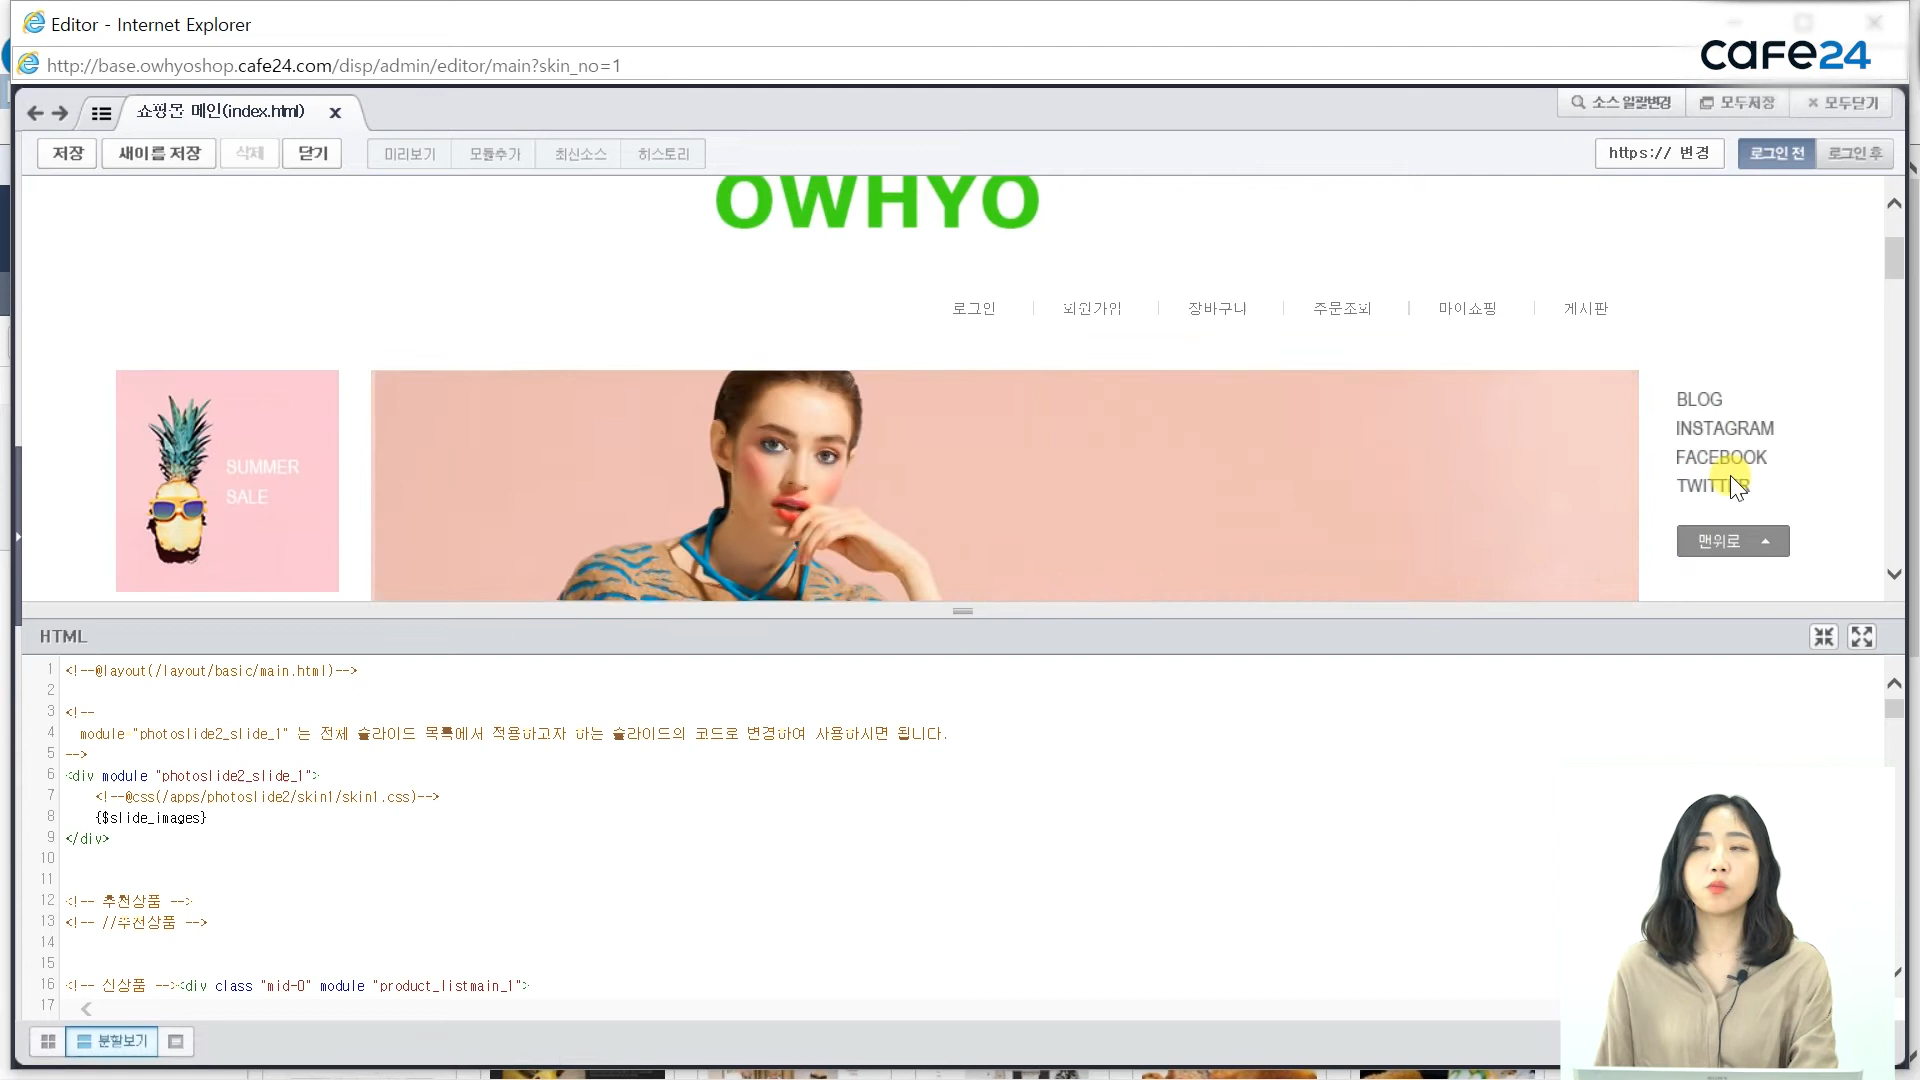 Editor - Internet Explorer
http://base.owhyoshop.cafe24.com/disp/admin/editor/main?skin_no=1
cafe24
쇼핑몰 메인(index.html) x
소스 일괄변경 모두저장 × 모두닫기
저장 새이름 저장 삭제 닫기 미리보기 모듈추가 최신소스 히스토리 https:// 변경 로그인 전 로그인 후
OWHYO
로그인 회원가입 장바구니 주문조회 마이쇼핑 게시판
SUMMER
SALE
BLOG
INSTAGRAM
FACEBOOK
TWITTER
맨위로
HTML
1 <!--@layout(/layout/basic/main.html)-->
2
3 <!--
4 module="photoslide2_slide_1" 는 전체 슬라이드 목록에서 적용하고자 하는 슬라이드의 코드로 변경하여 사용하시면 됩니다.
5 -->
6 <div module="photoslide2_slide_1">
7 <!--@css(/apps/photoslide2/skin1/skin1.css)-->
8 {$slide_images}
9 </div>
10
11
12 <!-- 추천상품 -->
13 <!-- //추천상품 -->
14
15
16 <!-- 신상품 --><div class="mid-0" module="product_listmain_1">
17
분할보기